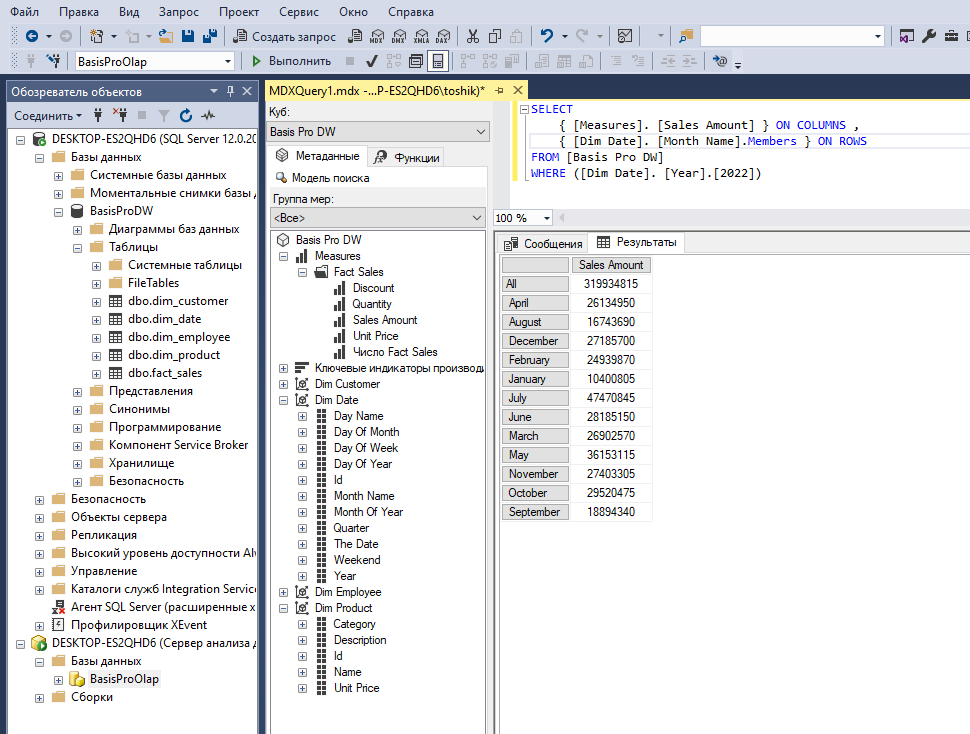 Файл Правка Вид Запрос Проект Сервис Окно Справка
Создать запрос
BasisProOlap Выполнить
Обозреватель объектов
Соединить
DESKTOP-ES2QHD6 (SQL Server 12.0.20
Базы данных
Системные базы данных
Моментальные снимки базы д
BasisProDW
Диаграммы баз данных
Таблицы
Системные таблицы
FileTables
dbo.dim_customer
dbo.dim_date
dbo.dim_employee
dbo.dim_product
dbo.fact_sales
Представления
Синонимы
Программирование
Компонент Service Broker
Хранилище
Безопасность
Безопасность
Объекты сервера
Репликация
Высокий уровень доступности Al
Управление
Каталоги служб Integration Service
Агент SQL Server (расширенные х
Профилировщик XEvent
DESKTOP-ES2QHD6 (Сервер анализа д
Базы данных
BasisProOlap
Сборки
MDXQuery1.mdx -...P-ES2QHD6\toshik)*
Куб:
Basis Pro DW
Метаданные Функции
Модель поиска
Группа мер:
<Все>
Basis Pro DW
Measures
Fact Sales
Discount
Quantity
Sales Amount
Unit Price
Число Fact Sales
Ключевые индикаторы производи
Dim Customer
Dim Date
Day Name
Day Of Month
Day Of Week
Day Of Year
Id
Month Name
Month Of Year
Quarter
The Date
Weekend
Year
Dim Employee
Dim Product
Category
Description
Id
Name
Unit Price
SELECT
{ [Measures]. [Sales Amount] } ON COLUMNS ,
{ [Dim Date]. [Month Name].Members } ON ROWS
FROM [Basis Pro DW]
WHERE ([Dim Date]. [Year].[2022])
100 %
Сообщения Результаты
Sales Amount
All 319934815
April 26134950
August 16743690
December 27185700
February 24939870
January 10400805
July 47470845
June 28185150
March 26902570
May 36153115
November 27403305
October 29520475
September 18894340